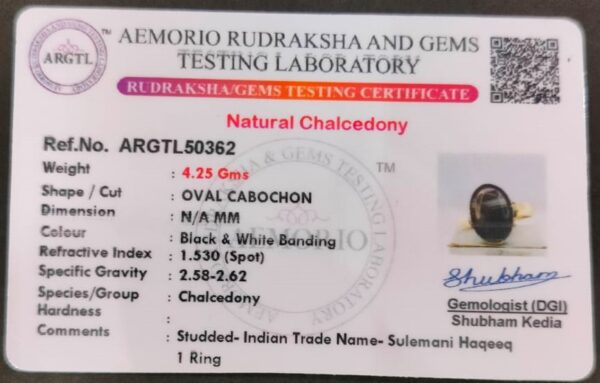 ARGTL
TM
AEMORIO RUDRAKSHA AND GEMS
TESTING LABORATORY
RUDRAKSHA/GEMS TESTING CERTIFICATE
Natural Chalcedony
Ref.No. ARGTL50362
Weight : 4.25 Gms
Shape / Cut : OVAL CABOCHON
Dimension : N/A MM
Colour : Black & White Banding
Refractive Index : 1.530 (Spot)
Specific Gravity : 2.58-2.62
Species/Group : Chalcedony
Hardness :
Comments : Studded- Indian Trade Name- Sulemani Haqeeq
1 Ring
TM
AEMORIO
Shubham
Gemologist (DGI)
Shubham Kedia